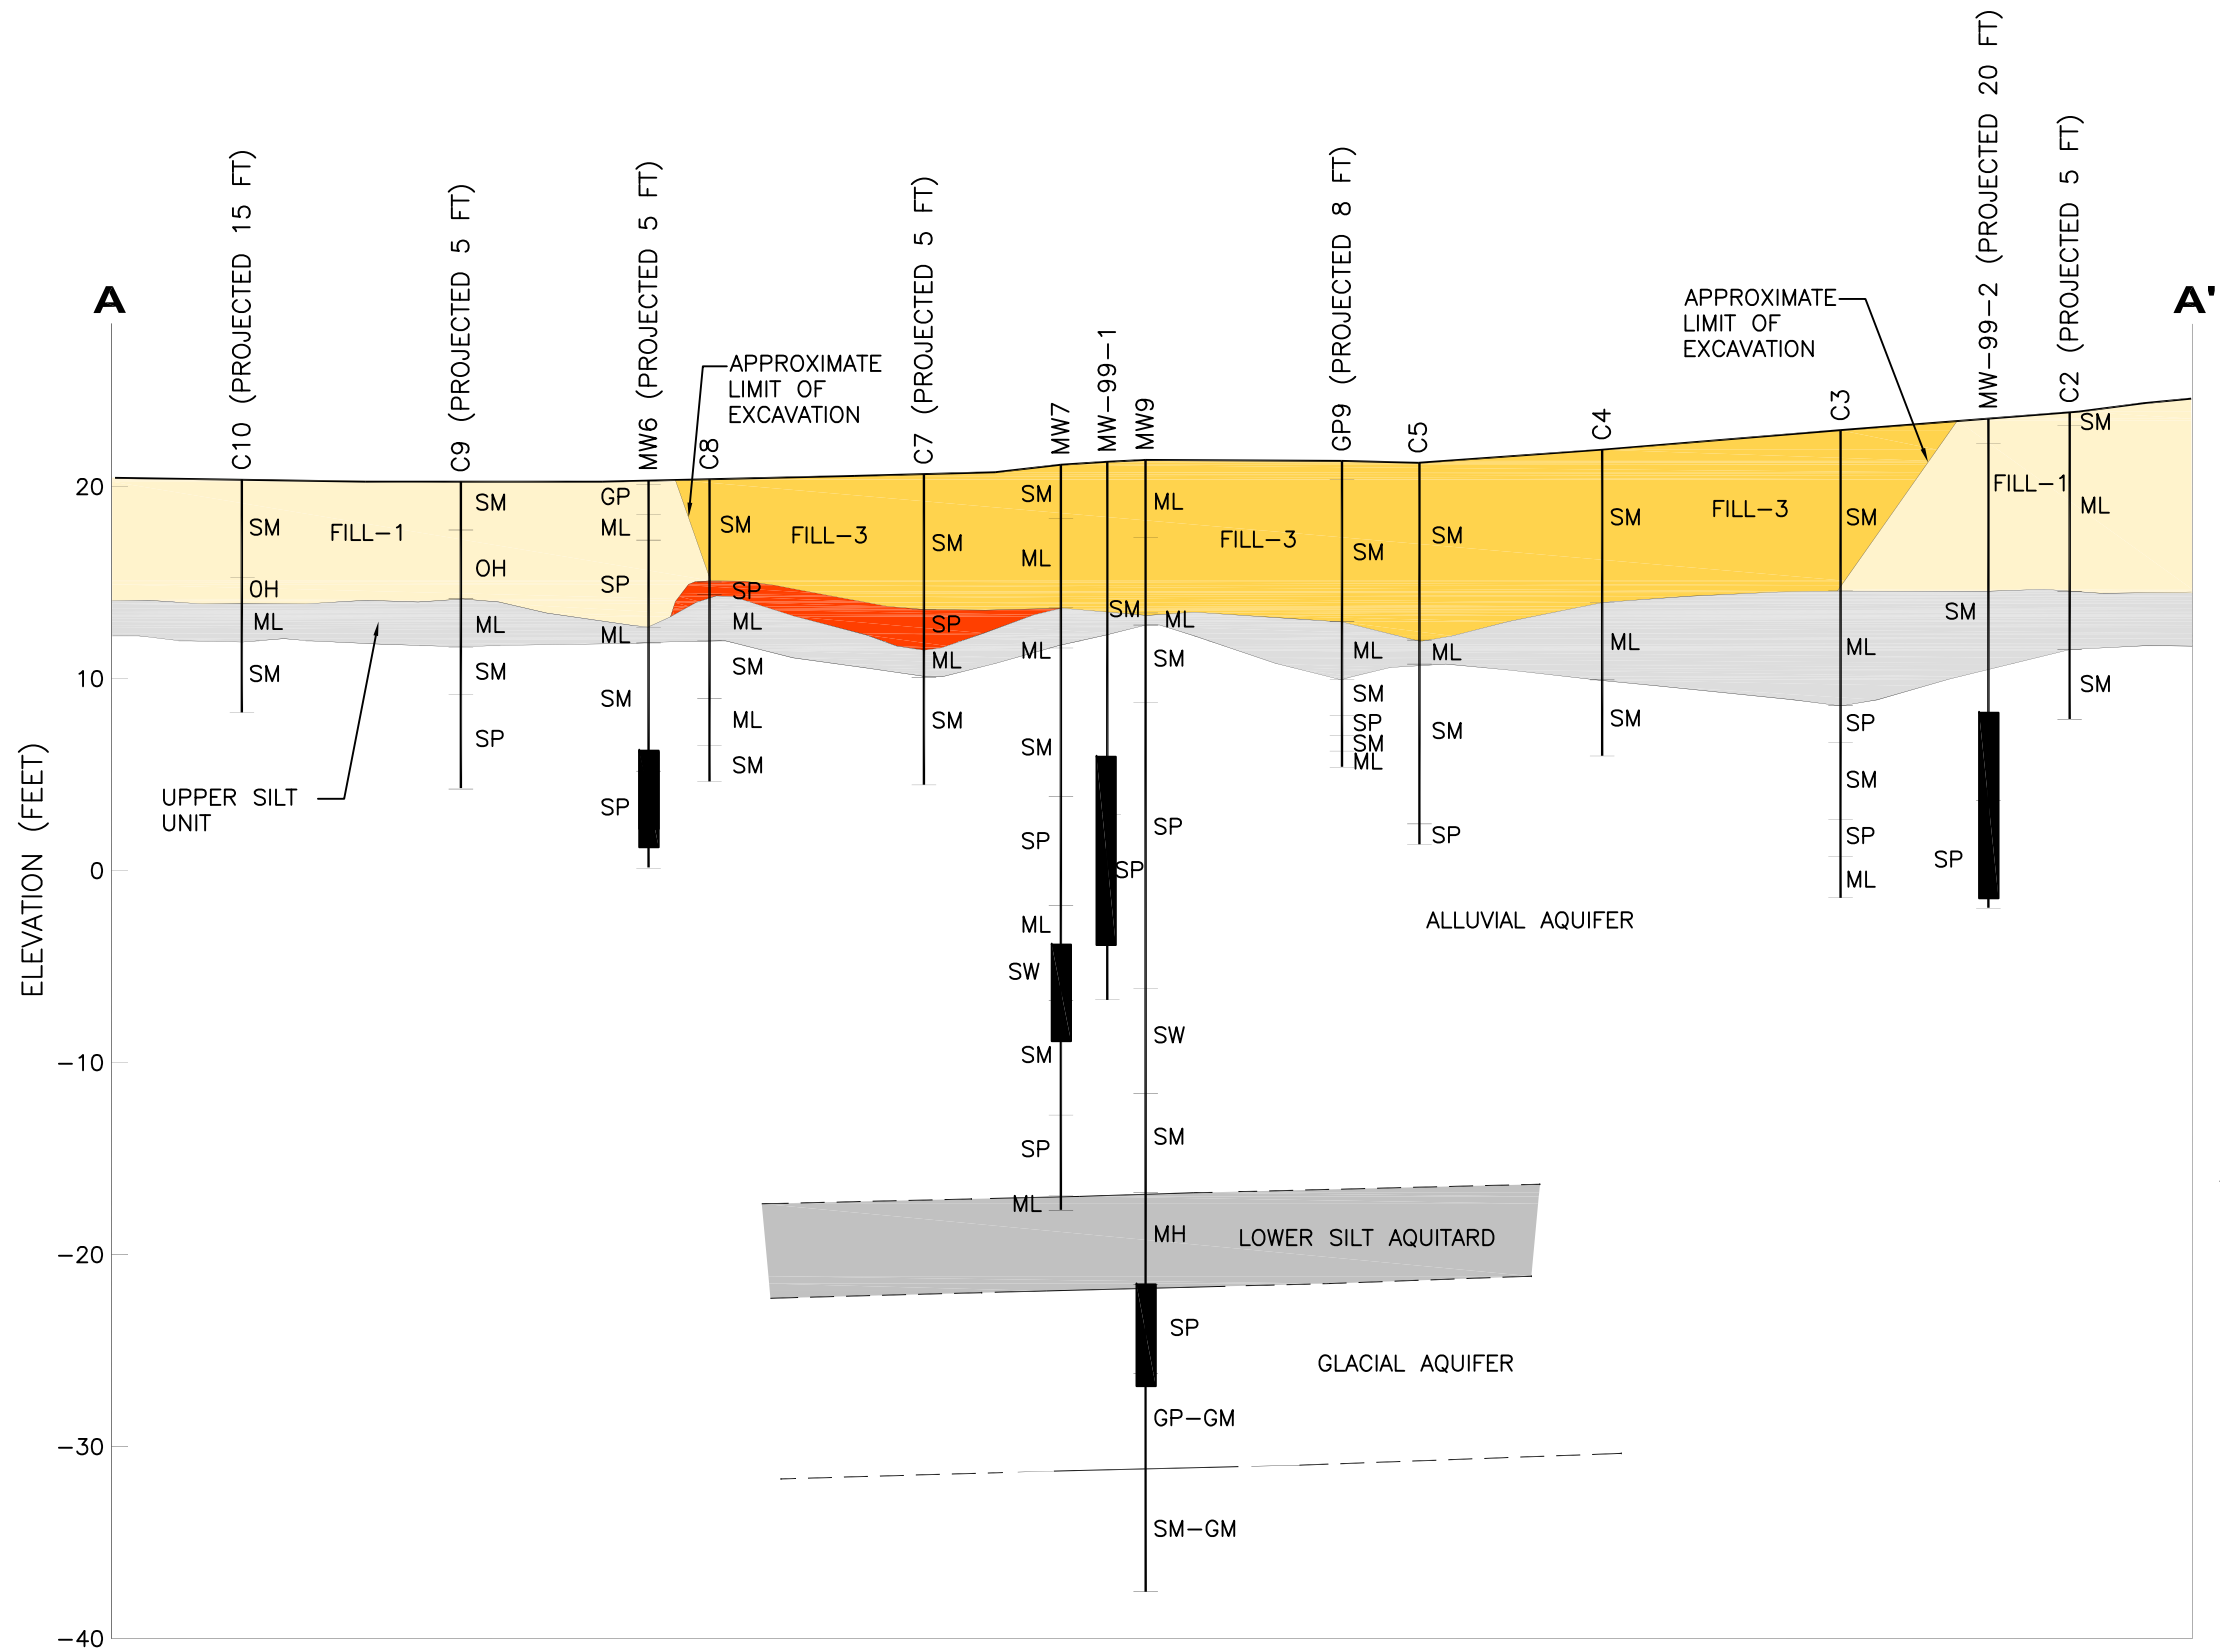 C10 (PROJECTED 15 FT)
C9 (PROJECTED 5 FT)
MW6 (PROJECTED 5 FT)
C8
C7 (PROJECTED 5 FT)
MW7
MW-99-1
MW9
GP9 (PROJECTED 8 FT)
C5
C4
C3
MW-99-2 (PROJECTED 20 FT)
C2 (PROJECTED 5 FT)
A
A'
APPROXIMATE
LIMIT OF
EXCAVATION
APPROXIMATE
LIMIT OF
EXCAVATION
ELEVATION (FEET)
20
10
0
-10
-20
-30
-40
SM
OH
ML
SM
FILL-1
SM
OH
ML
SM
SP
GP
ML
SP
ML
SM
SP
SM
SP
ML
SM
ML
SM
FILL-3
SM
SP
ML
SM
SM
ML
ML
SM
SP
ML
SW
SM
SP
ML
SM
SP
ML
ML
SM
SP
SW
SM
MH
SP
GP-GM
SM-GM
FILL-3
SM
ML
SM
SP
SM
ML
SM
ML
SM
SP
SM
ML
SM
FILL-3
SM
ML
SP
SM
SP
ML
FILL-1
SM
SP
SM
ML
SM
UPPER SILT
UNIT
ALLUVIAL AQUIFER
LOWER SILT AQUITARD
GLACIAL AQUIFER